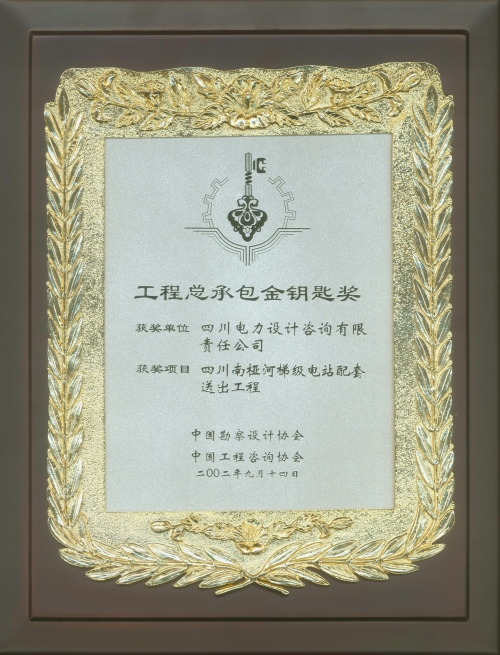 工程总承包金钥匙奖
获奖单位 四川电力设计咨询有限
责任公司
获奖项目 四川南桠河梯级电站配套
送出工程
中国勘察设计协会
中国工程咨询协会
二00二年九月十四日